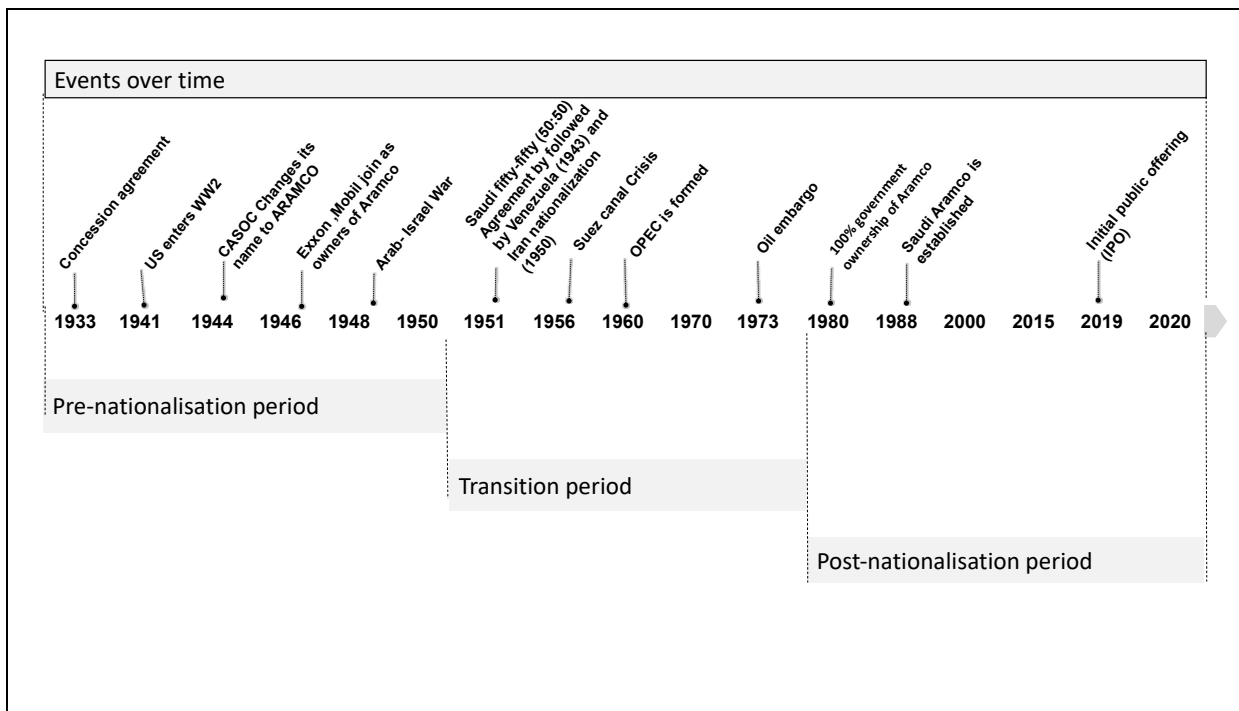 Events over time
Concession agreement
US enters WW2
CASOC Changes its
name to ARAMCO
Exxon ,Mobil join as
owners of Aramco
Arab- Israel War
Saudi fifty-fifty (50:50)
Agreement by followed
by Venezuela (1943) and
Iran nationalization
(1950)
Suez canal Crisis
OPEC is formed
Oil embargo
100% government
ownership of Aramco
Saudi Aramco is
established
Initial public offering
(IPO)
1933 1941 1944 1946 1948 1950 1951 1956 1960 1970 1973 1980 1988 2000 2015 2019 2020
Pre-nationalisation period
Transition period
Post-nationalisation period